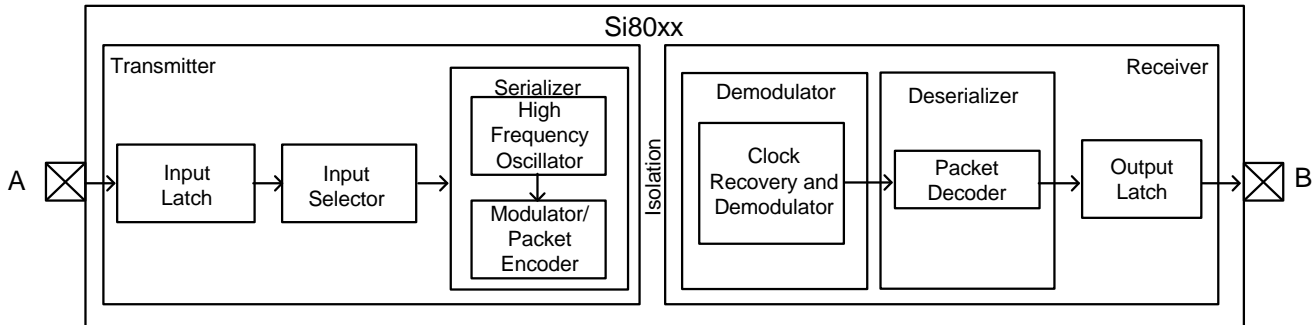 Si80xx
Transmitter
Receiver
A
Input
Latch
Input
Selector
Serializer
High
Frequency
Oscillator
Modulator/
Packet
Encoder
Isolation
Demodulator
Clock
Recovery and
Demodulator
Deserializer
Packet
Decoder
Output
Latch
B